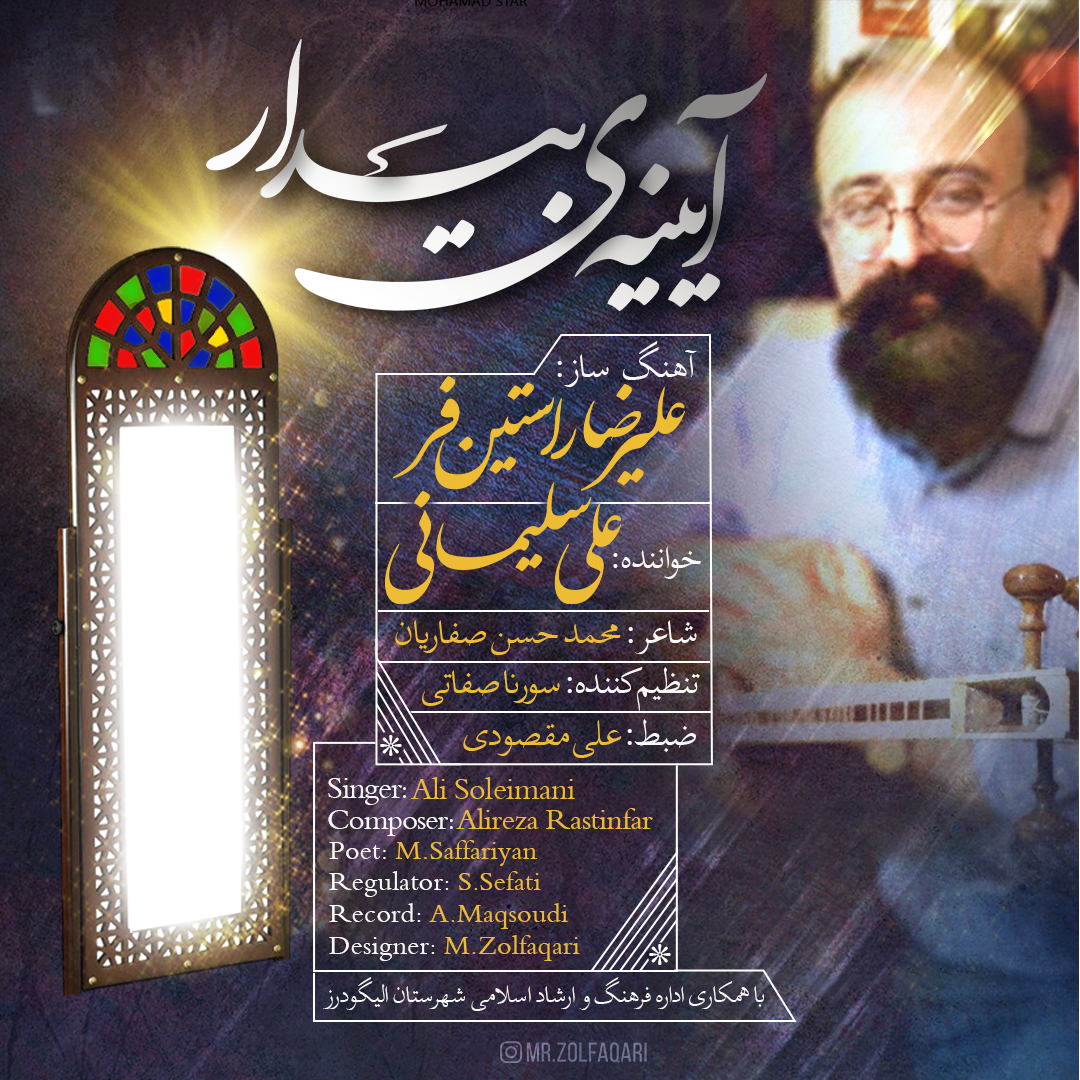 MOHAMAD STAR
آیینه‌ی بیدار
آهنگ ساز:
علیرضا راستین فر
خواننده: علی سلیمانی
شاعر: محمد حسن صفاریان
تنظیم‌کننده: سورنا صفاتی
ضبط: علی مقصودی
Singer: Ali Soleimani
Composer: Alireza Rastinfar
Poet: M.Saffariyan
Regulator: S.Sefati
Record: A.Maqsoudi
Designer: M.Zolfaqari
با همکاری اداره فرهنگ و ارشاد اسلامی شهرستان الیگودرز
MR.ZOLFAQARI